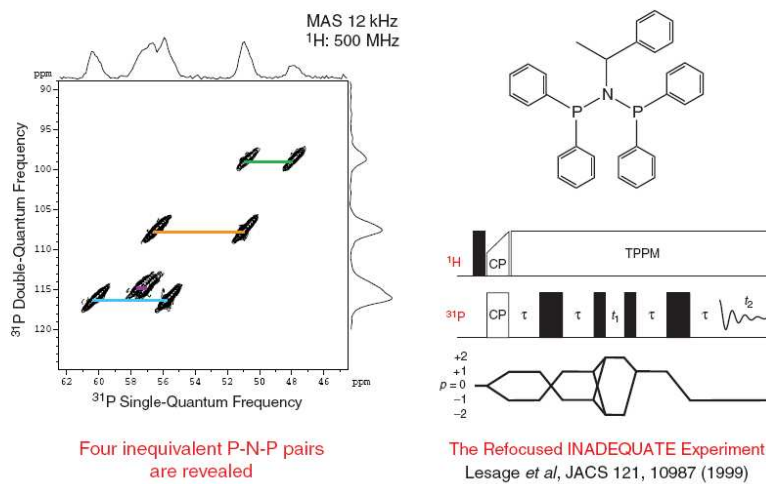 MAS 12 kHz
¹H: 500 MHz
ppm
90
95
100
105
110
115
120
³¹P Double-Quantum Frequency
62 60 58 56 54 52 50 48 46 ppm
³¹P Single-Quantum Frequency
Four inequivalent P-N-P pairs
are revealed
N
P P
¹H
CP
TPPM
³¹P
CP τ τ t₁ τ τ t₂
+2
+1
p = 0
−1
−2
The Refocused INADEQUATE Experiment
Lesage et al, JACS 121, 10987 (1999)